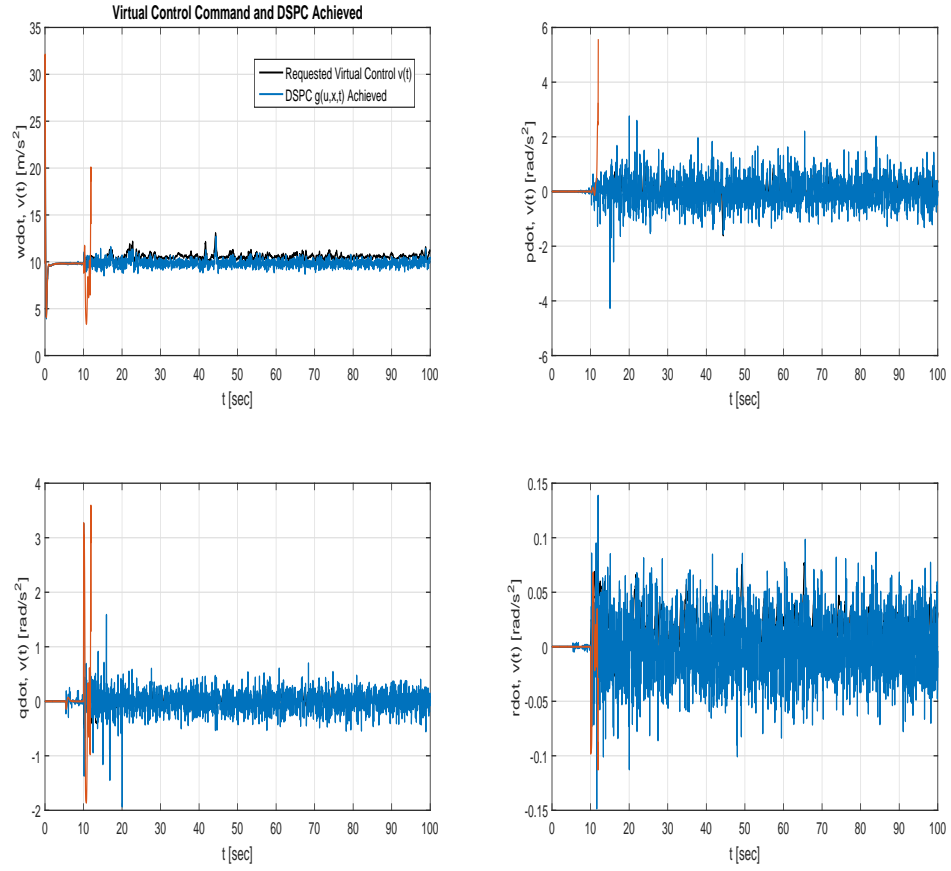 Virtual Control Command and DSPC Achieved
35
30
25
20
15
10
5
0
wdot, v(t) [m/s²]
Requested Virtual Control v(t)
DSPC g(u,x,t) Achieved
0 10 20 30 40 50 60 70 80 90 100
t [sec]
6
4
2
0
-2
-4
-6
pdot, v(t) [rad/s²]
0 10 20 30 40 50 60 70 80 90 100
t [sec]
4
3
2
1
0
-1
-2
qdot, v(t) [rad/s²]
0 10 20 30 40 50 60 70 80 90 100
t [sec]
0.15
0.1
0.05
0
-0.05
-0.1
-0.15
rdot, v(t) [rad/s²]
0 10 20 30 40 50 60 70 80 90 100
t [sec]